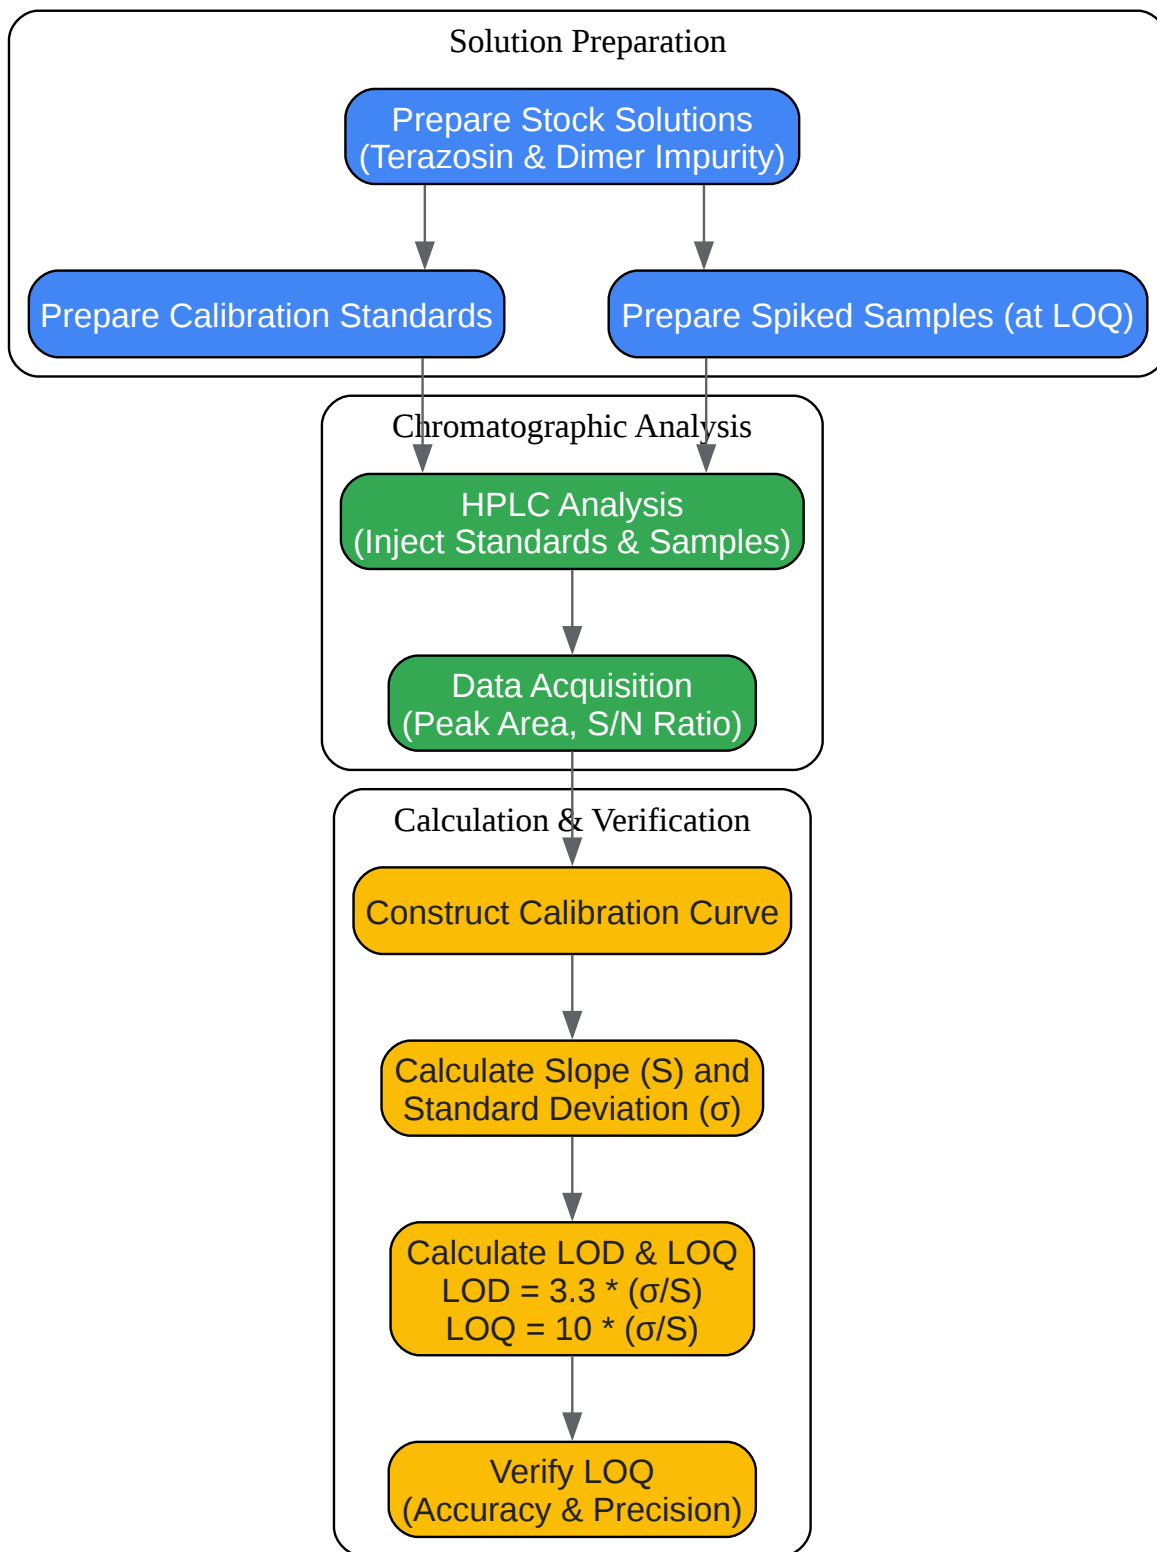 Solution Preparation
Prepare Stock Solutions
(Terazosin & Dimer Impurity)
Prepare Calibration Standards
Prepare Spiked Samples (at LOQ)
Chromatographic Analysis
HPLC Analysis
(Inject Standards & Samples)
Data Acquisition
(Peak Area, S/N Ratio)
Calculation & Verification
Construct Calibration Curve
Calculate Slope (S) and
Standard Deviation (σ)
Calculate LOD & LOQ
LOD = 3.3 * (σ/S)
LOQ = 10 * (σ/S)
Verify LOQ
(Accuracy & Precision)